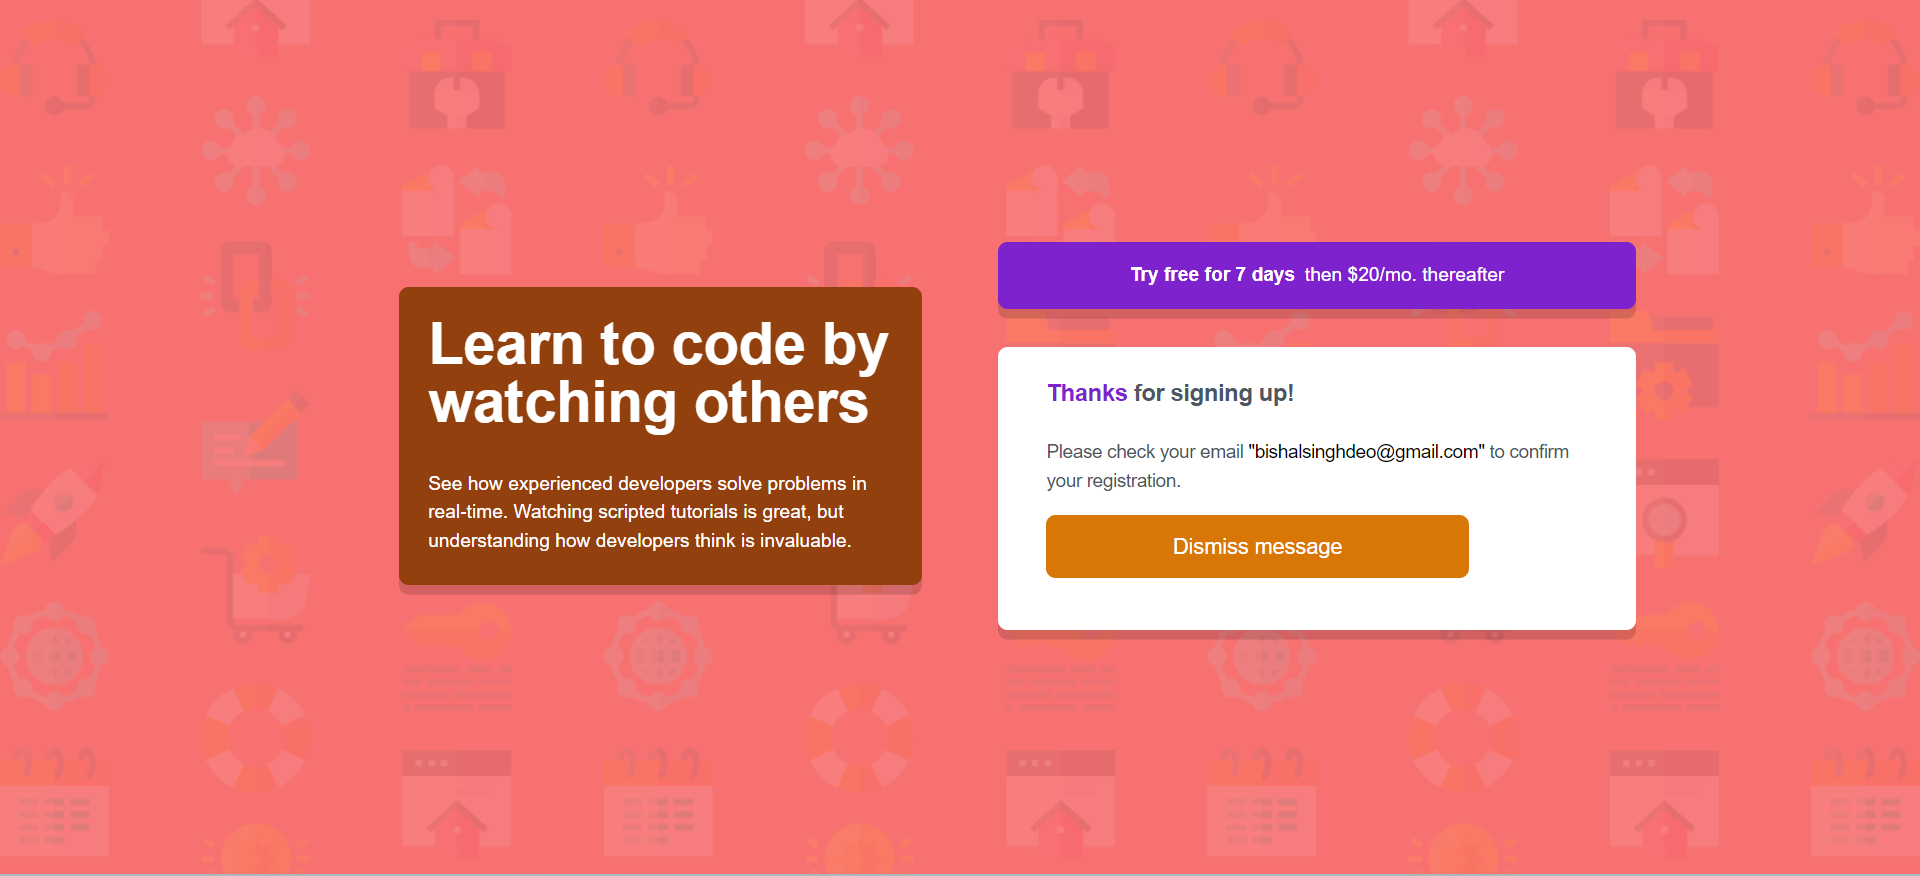 Learn to code by
watching others
See how experienced developers solve problems in
real-time. Watching scripted tutorials is great, but
understanding how developers think is invaluable.
Try free for 7 days then $20/mo. thereafter
Thanks for signing up!
Please check your email "bishalsinghdeo@gmail.com" to confirm
your registration.
Dismiss message